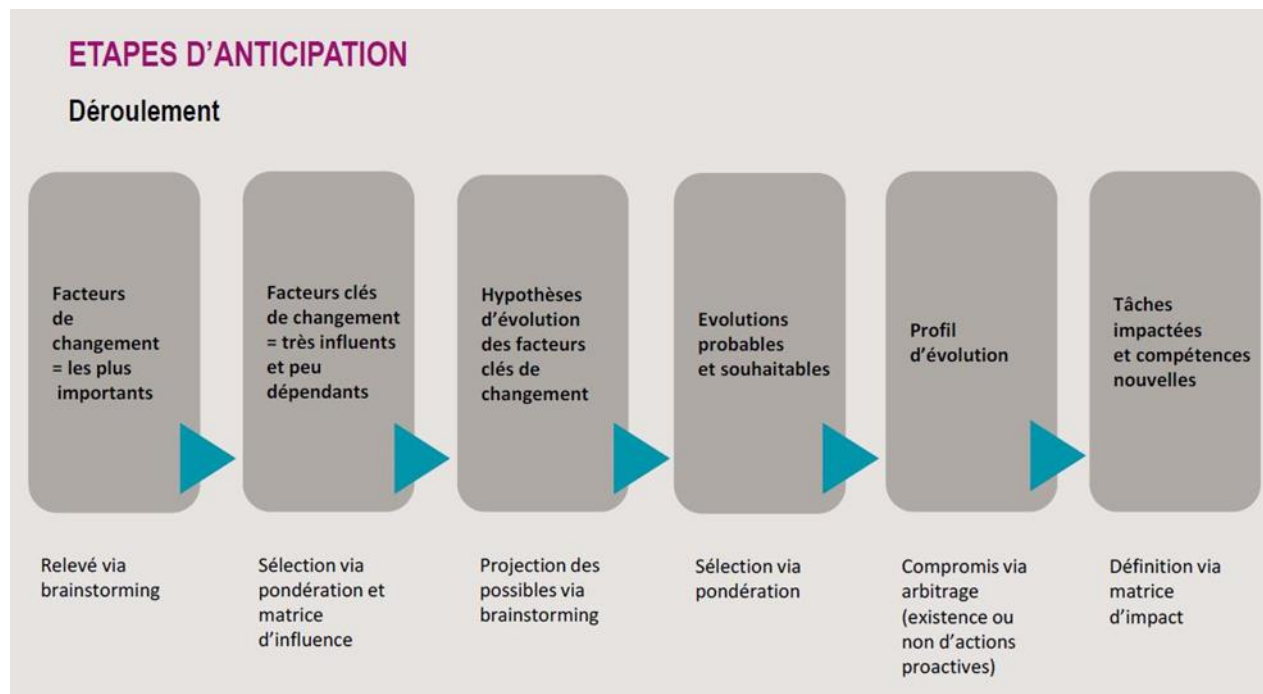 ETAPES D’ANTICIPATION
Déroulement
Facteurs
de
changement
= les plus
importants
Facteurs clés
de changement
= très influents
et peu
dépendants
Hypothèses
d’évolution
des facteurs
clés de
changement
Evolutions
probables
et souhaitables
Profil
d’évolution
Tâches
impactées
et compétences
nouvelles
Relevé via
brainstorming
Sélection via
pondération et
matrice
d’influence
Projection des
possibles via
brainstorming
Sélection via
pondération
Compromis via
arbitrage
(existence ou
non d’actions
proactives)
Définition via
matrice
d’impact